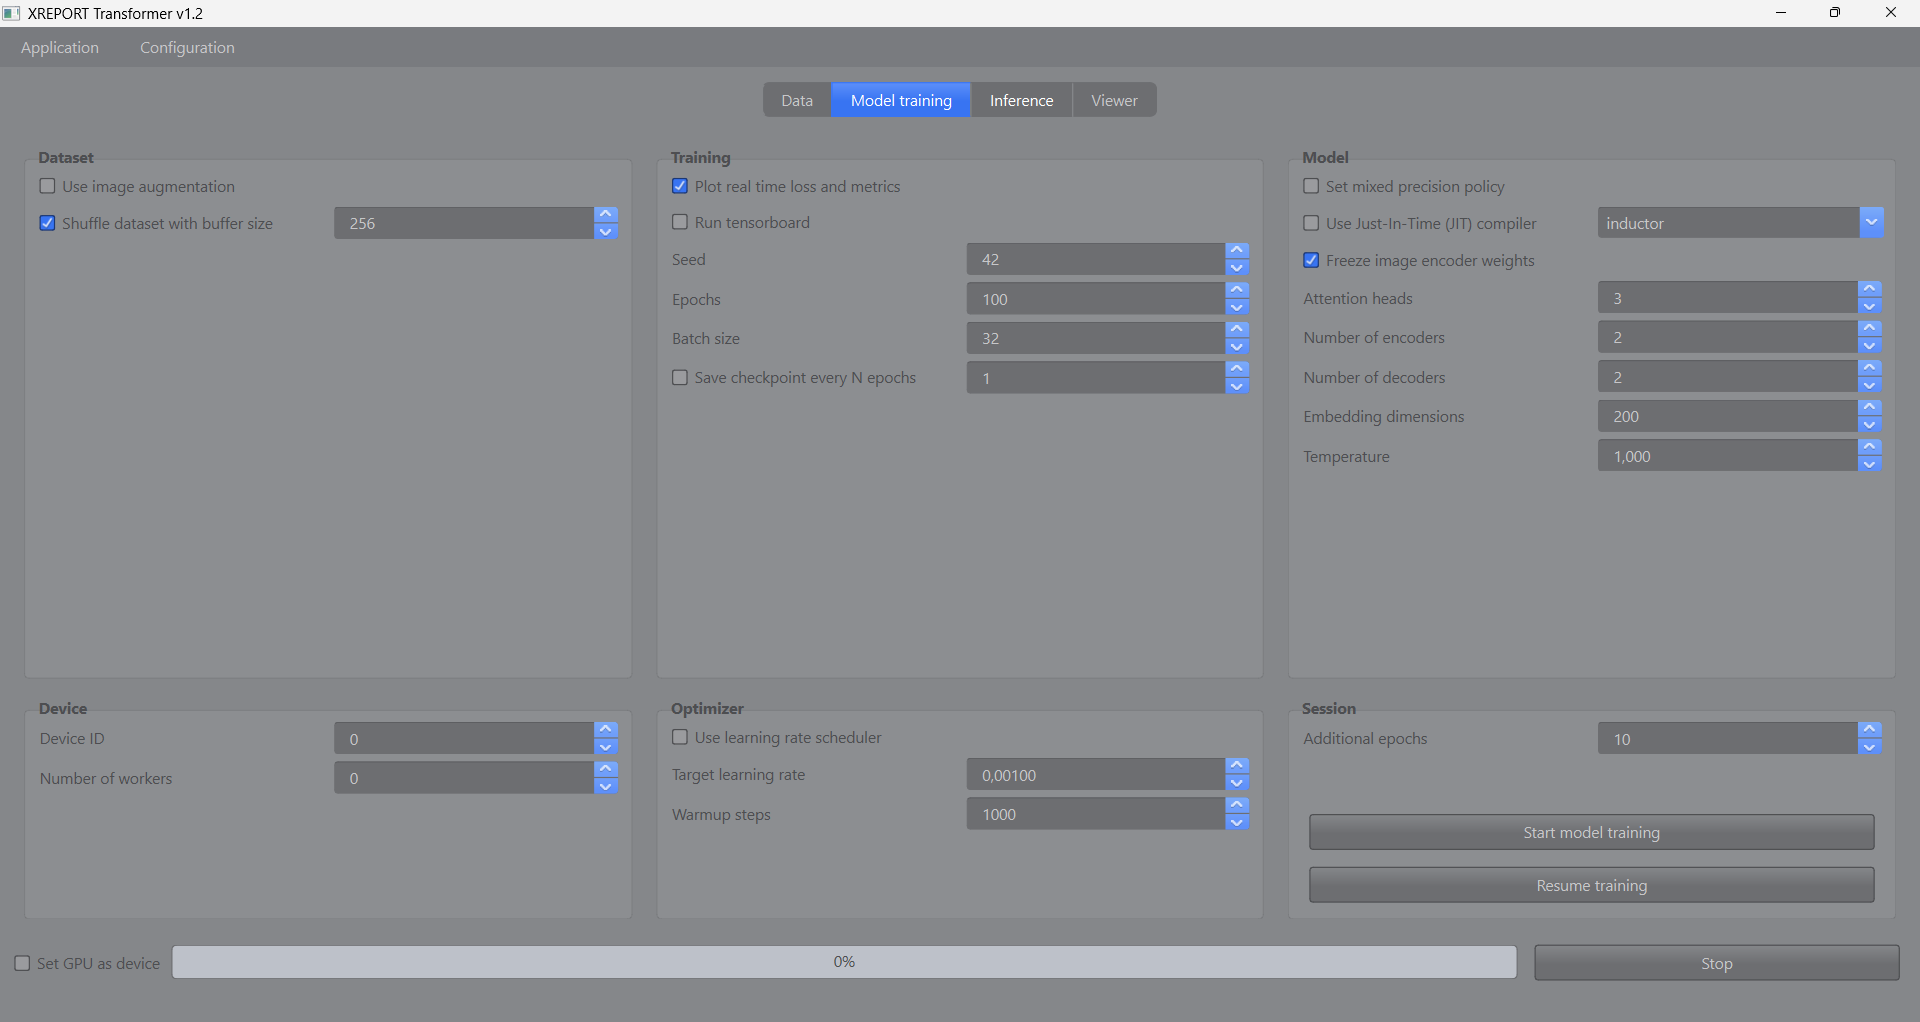 XREPORT Transformer v1.2
Application Configuration
Data Model training Inference Viewer
Dataset
Use image augmentation
Shuffle dataset with buffer size 256
Training
Plot real time loss and metrics
Run tensorboard
Seed 42
Epochs 100
Batch size 32
Save checkpoint every N epochs 1
Model
Set mixed precision policy
Use Just-In-Time (JIT) compiler inductor
Freeze image encoder weights
Attention heads 3
Number of encoders 2
Number of decoders 2
Embedding dimensions 200
Temperature 1,000
Device
Device ID 0
Number of workers 0
Optimizer
Use learning rate scheduler
Target learning rate 0,00100
Warmup steps 1000
Session
Additional epochs 10
Start model training
Resume training
Set GPU as device 0% Stop